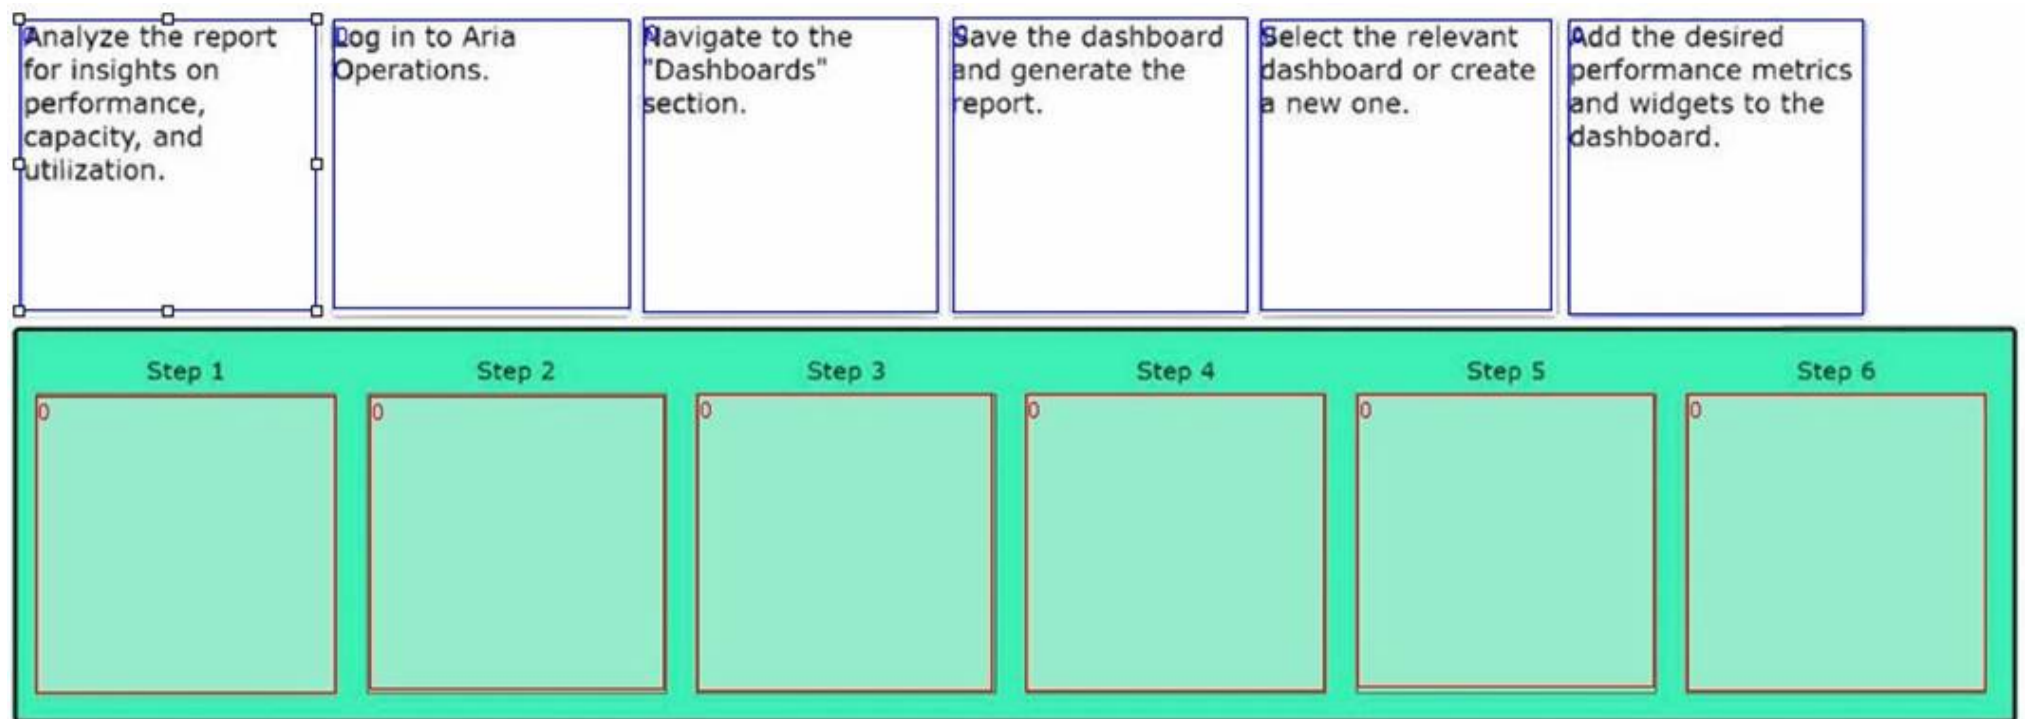 Analyze the report
for insights on
performance,
capacity, and
utilization.
Log in to Aria
Operations.
Navigate to the
"Dashboards"
section.
Save the dashboard
and generate the
report.
Select the relevant
dashboard or create
a new one.
Add the desired
performance metrics
and widgets to the
dashboard.
Step 1
Step 2
Step 3
Step 4
Step 5
Step 6
0
0
0
0
0
0